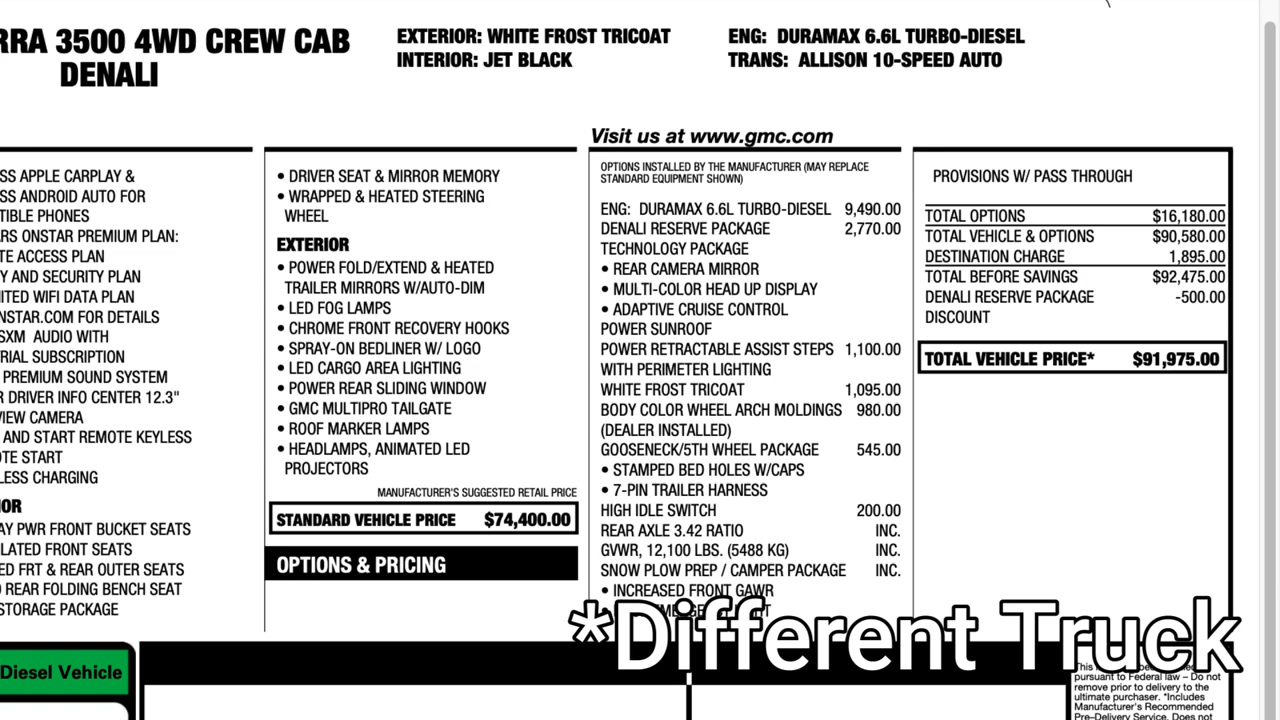 RRA 3500 4WD CREW CAB
DENALI
EXTERIOR: WHITE FROST TRICOAT
INTERIOR: JET BLACK
ENG: DURAMAX 6.6L TURBO-DIESEL
TRANS: ALLISON 10-SPEED AUTO
Visit us at www.gmc.com
SS APPLE CARPLAY &
SS ANDROID AUTO FOR
TIBLE PHONES
RS ONSTAR PREMIUM PLAN:
TE ACCESS PLAN
Y AND SECURITY PLAN
ITED WIFI DATA PLAN
NSTAR.COM FOR DETAILS
SXM AUDIO WITH
RIAL SUBSCRIPTION
PREMIUM SOUND SYSTEM
R DRIVER INFO CENTER 12.3"
VIEW CAMERA
AND START REMOTE KEYLESS
OTE START
LESS CHARGING
IOR
AY PWR FRONT BUCKET SEATS
LATED FRONT SEATS
ED FRT & REAR OUTER SEATS
REAR FOLDING BENCH SEAT
STORAGE PACKAGE
Diesel Vehicle
• DRIVER SEAT & MIRROR MEMORY
• WRAPPED & HEATED STEERING
WHEEL
EXTERIOR
• POWER FOLD/EXTEND & HEATED
TRAILER MIRRORS W/AUTO-DIM
• LED FOG LAMPS
• CHROME FRONT RECOVERY HOOKS
• SPRAY-ON BEDLINER W/ LOGO
• LED CARGO AREA LIGHTING
• POWER REAR SLIDING WINDOW
• GMC MULTIPRO TAILGATE
• ROOF MARKER LAMPS
• HEADLAMPS, ANIMATED LED
PROJECTORS
MANUFACTURER'S SUGGESTED RETAIL PRICE
STANDARD VEHICLE PRICE $74,400.00
OPTIONS & PRICING
OPTIONS INSTALLED BY THE MANUFACTURER (MAY REPLACE
STANDARD EQUIPMENT SHOWN)
ENG: DURAMAX 6.6L TURBO-DIESEL 9,490.00
DENALI RESERVE PACKAGE 2,770.00
TECHNOLOGY PACKAGE
• REAR CAMERA MIRROR
• MULTI-COLOR HEAD UP DISPLAY
• ADAPTIVE CRUISE CONTROL
POWER SUNROOF
POWER RETRACTABLE ASSIST STEPS 1,100.00
WITH PERIMETER LIGHTING
WHITE FROST TRICOAT 1,095.00
BODY COLOR WHEEL ARCH MOLDINGS 980.00
(DEALER INSTALLED)
GOOSENECK/5TH WHEEL PACKAGE 545.00
• STAMPED BED HOLES W/CAPS
• 7-PIN TRAILER HARNESS
HIGH IDLE SWITCH 200.00
REAR AXLE 3.42 RATIO INC.
GVWR, 12,100 LBS. (5488 KG) INC.
SNOW PLOW PREP / CAMPER PACKAGE INC.
• INCREASED FRONT GAWR
PROVISIONS W/ PASS THROUGH
TOTAL OPTIONS $16,180.00
TOTAL VEHICLE & OPTIONS $90,580.00
DESTINATION CHARGE 1,895.00
TOTAL BEFORE SAVINGS $92,475.00
DENALI RESERVE PACKAGE -500.00
DISCOUNT
TOTAL VEHICLE PRICE* $91,975.00
*Different Truck
This
pursuant to Federal law – Do not
remove prior to delivery to the
ultimate purchaser. *Includes
Manufacturer's Recommended
Pre-Delivery Service. Does not